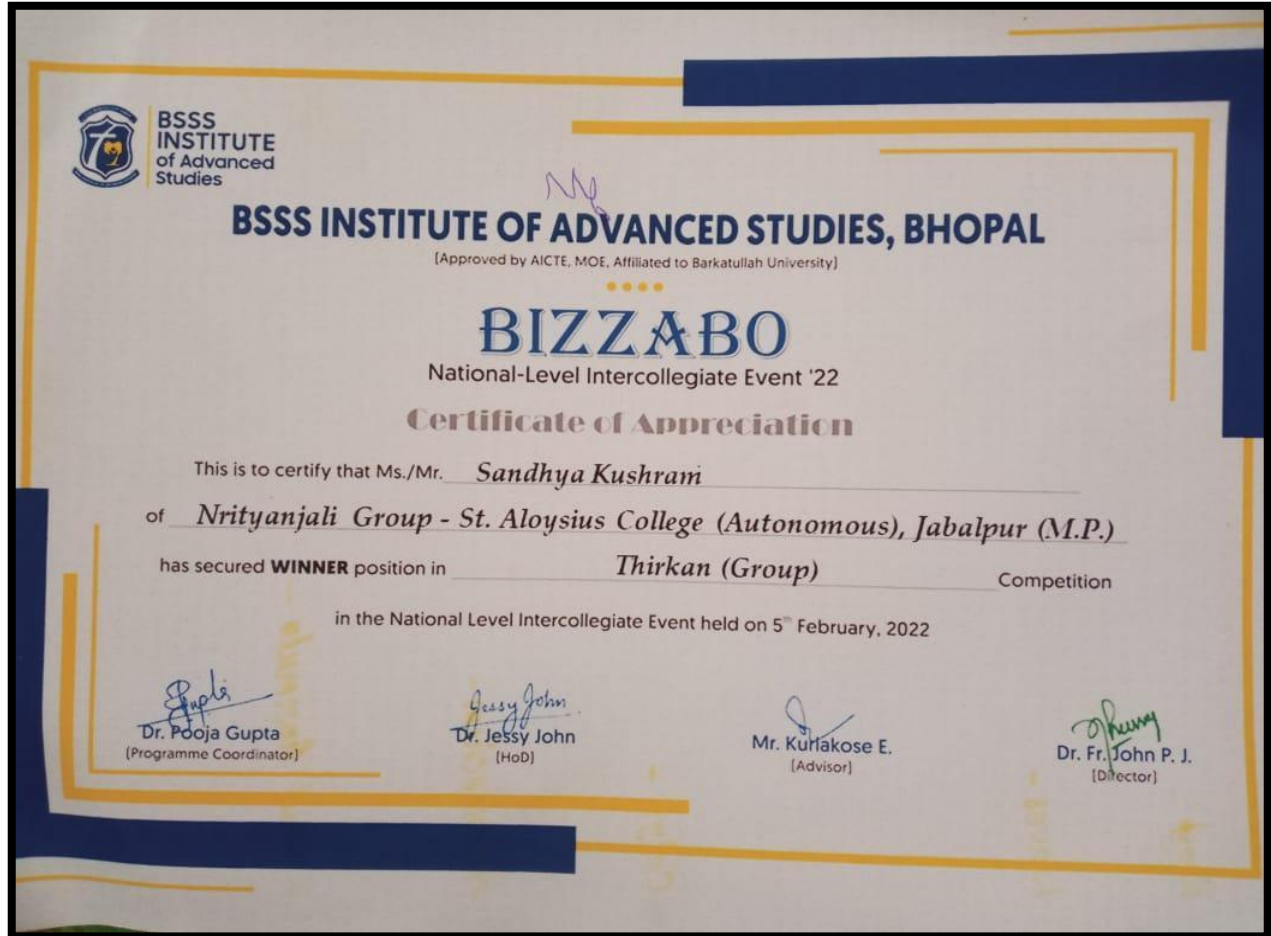 BSSS
INSTITUTE
of Advanced
Studies
BSSS INSTITUTE OF ADVANCED STUDIES, BHOPAL
(Approved by AICTE, MOE, Affiliated to Barkatullah University)
BIZZABO
National-Level Intercollegiate Event '22
Certificate of Appreciation
This is to certify that Ms./Mr. Sandhya Kushram
of Nrityanjali Group - St. Aloysius College (Autonomous), Jabalpur (M.P.)
has secured WINNER position in Thirkan (Group) Competition
in the National Level Intercollegiate Event held on 5th February, 2022
Jessy John
Dr. Pooja Gupta Dr. Jessy John Mr. Kuriakose E. Dr. Fr. John P. J.
(Programme Coordinator) (HoD) (Advisor) (Director)